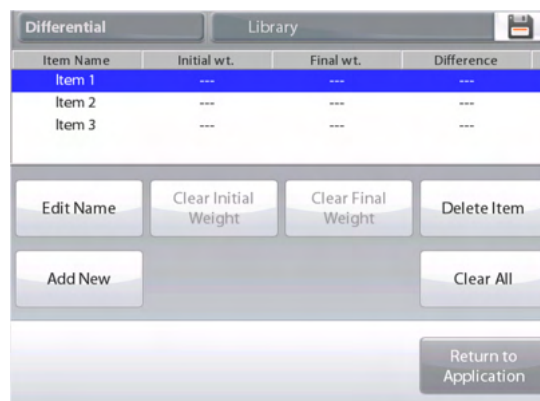 Differential Library
Item Name Initial wt. Final wt. Difference
Item 1 --- --- ---
Item 2 --- --- ---
Item 3 --- --- ---
Edit Name Clear Initial Weight Clear Final Weight Delete Item
Add New Clear All
Return to
Application